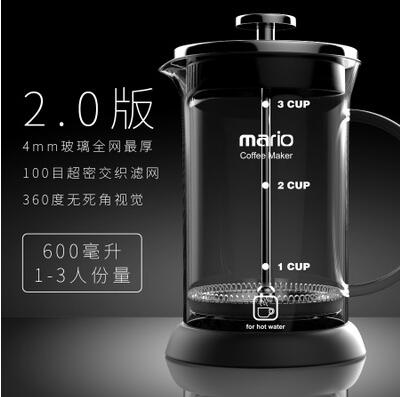 2.0版
4mm玻璃全网最厚
100目超密交织滤网
360度无死角视觉
600毫升
1-3人份量
3 CUP
mario
Coffee Maker
2 CUP
1 CUP
for hot water